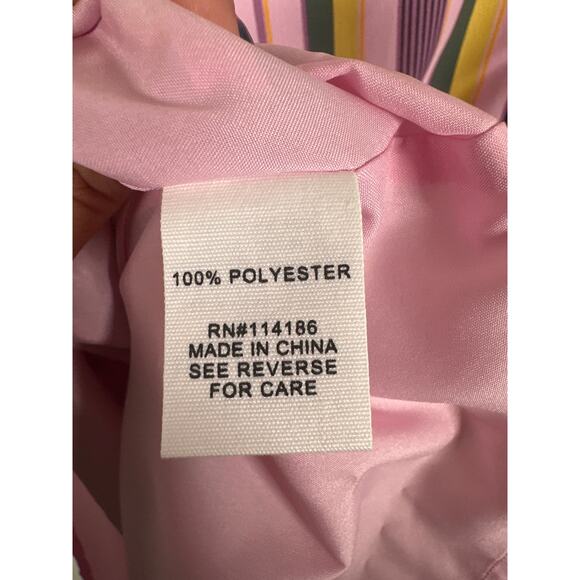 100% POLYESTER
RN#114186
MADE IN CHINA
SEE REVERSE
FOR CARE